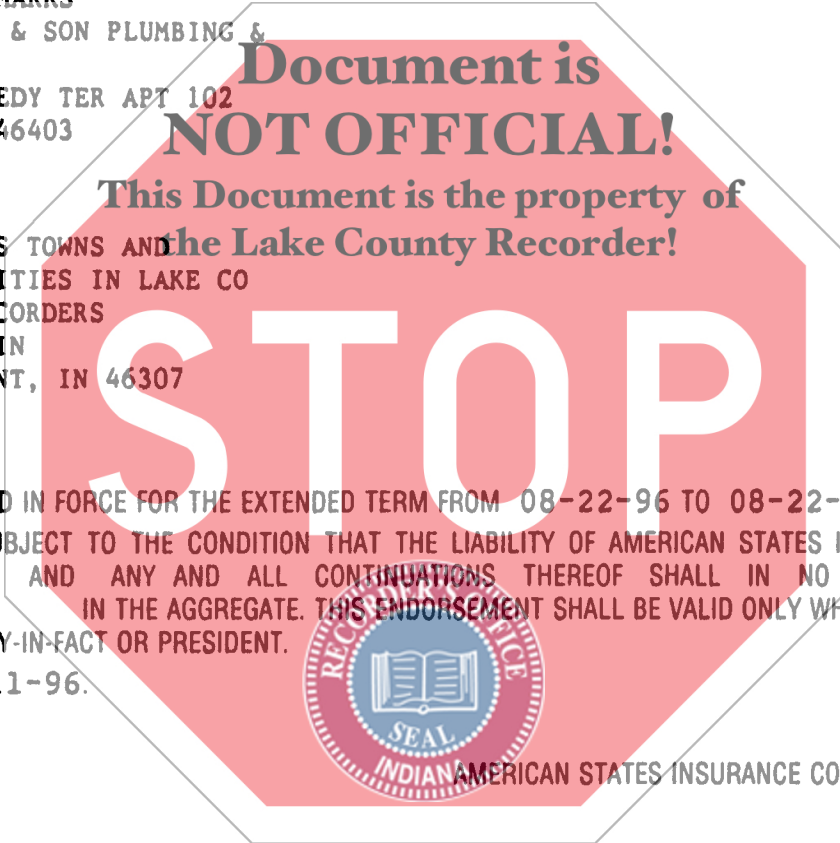 & SON PLUMBING &
Document is
EDY TER APT 102
46403
NOT OFFICIAL!
This Document is the property of
S TOWNS AND
the Lake County Recorder!
ITIES IN LAKE CO
CORDERS
IN
NT, IN 46307
STOP
D IN FORCE FOR THE EXTENDED TERM FROM 08-22-96 TO 08-22-
BJECT TO THE CONDITION THAT THE LIABILITY OF AMERICAN STATES I
AND ANY AND ALL CONTINUATIONS THEREOF SHALL IN NO
IN THE AGGREGATE. THIS ENDORSEMENT SHALL BE VALID ONLY WH
Y-IN-FACT OR PRESIDENT.
1-96.
RECORDER'S OFFICE
SEAL
INDIANA
AMERICAN STATES INSURANCE CO